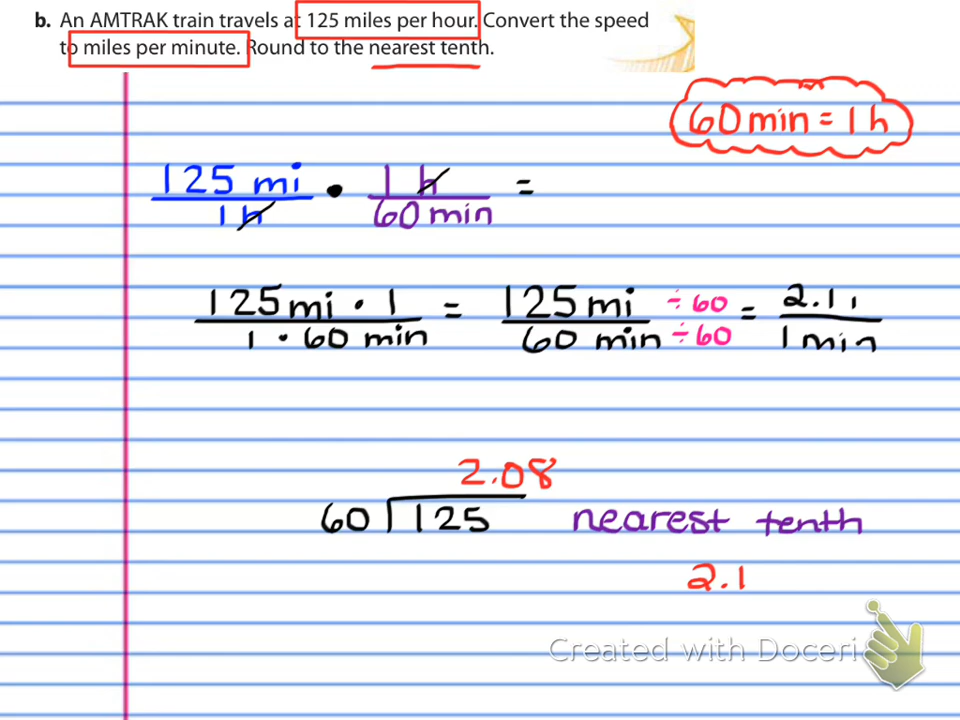 b. An AMTRAK train travels at 125 miles per hour. Convert the speed
to miles per minute. Round to the nearest tenth.
60 min = 1 h
125 mi / 1 h • 1 h / 60 min =
125 mi • 1 / 1 • 60 min = 125 mi ÷ 60 / 60 min ÷ 60 = 2.1 / 1 min
2.08
60 125 nearest tenth
2.1
Created with Doceri